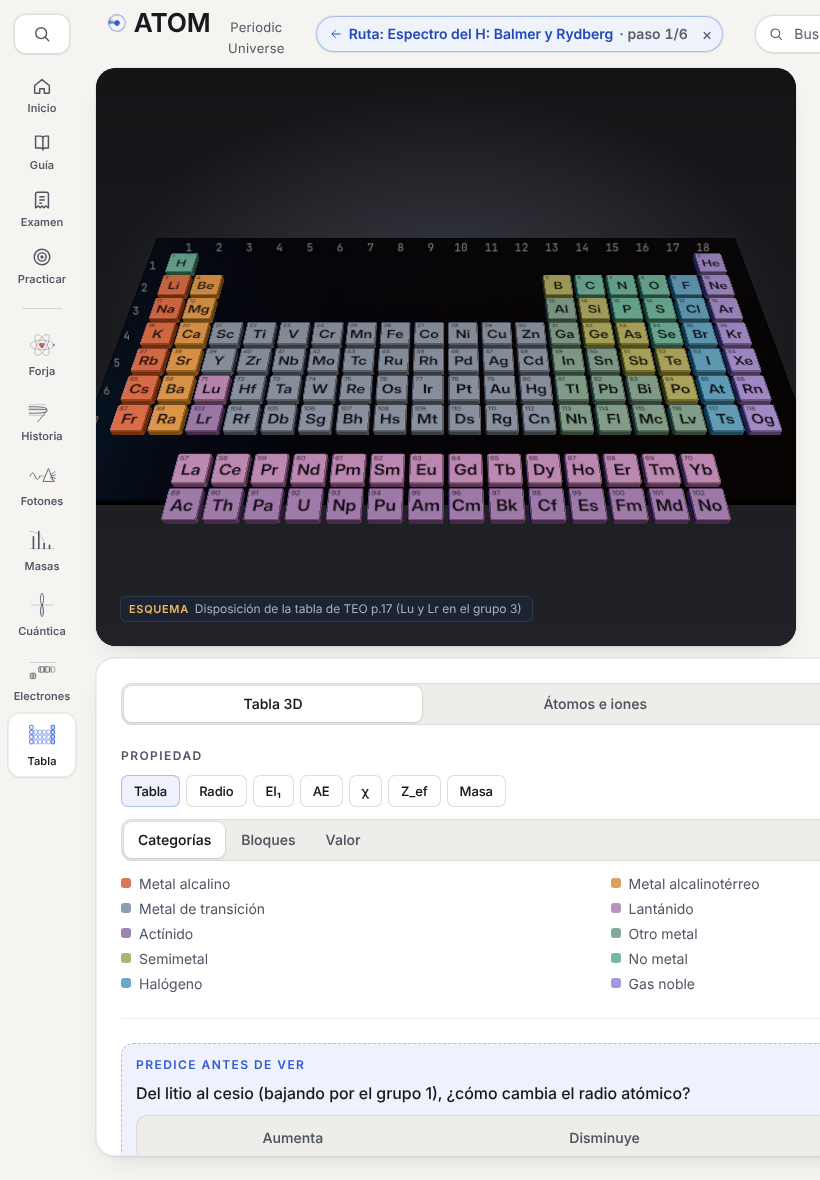 ATOM
Periodic
Universe
← Ruta: Espectro del H: Balmer y Rydberg · paso 1/6 ×
Bus
Inicio
Guía
Examen
Practicar
Forja
Historia
Fotones
Masas
Cuántica
Electrones
Tabla
1 2 3 4 5 6 7 8 9 10 11 12 13 14 15 16 17 18
1 H He
2 Li Be B C N O F Ne
3 Na Mg Al Si P S Cl Ar
4 K Ca Sc Ti V Cr Mn Fe Co Ni Cu Zn Ga Ge As Se Br Kr
5 Rb Sr Y Zr Nb Mo Tc Ru Rh Pd Ag Cd In Sn Sb Te I Xe
6 Cs Ba Lu Hf Ta W Re Os Ir Pt Au Hg Tl Pb Bi Po At Rn
7 Fr Ra Lr Rf Db Sg Bh Hs Mt Ds Rg Cn Nh Fl Mc Lv Ts Og
La Ce Pr Nd Pm Sm Eu Gd Tb Dy Ho Er Tm Yb
Ac Th Pa U Np Pu Am Cm Bk Cf Es Fm Md No
ESQUEMA Disposición de la tabla de TEO p.17 (Lu y Lr en el grupo 3)
Tabla 3D Átomos e iones
PROPIEDAD
Tabla Radio EI₁ AE χ Z_ef Masa
Categorías Bloques Valor
Metal alcalino Metal alcalinotérreo
Metal de transición Lantánido
Actínido Otro metal
Semimetal No metal
Halógeno Gas noble
PREDICE ANTES DE VER
Del litio al cesio (bajando por el grupo 1), ¿cómo cambia el radio atómico?
Aumenta Disminuye